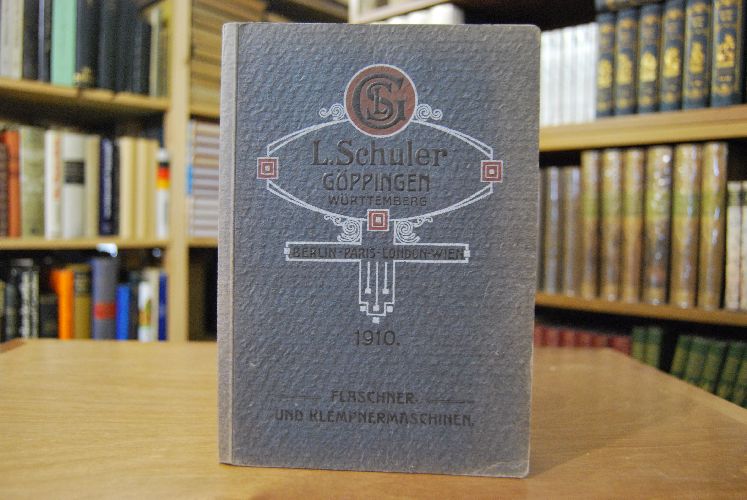 LSG
L. Schuler
GÖPPINGEN
WÜRTTEMBERG
BERLIN-PARIS-LONDON-WIEN
1910.
FLASCHNER-
UND KLEMPNERMASCHINEN.